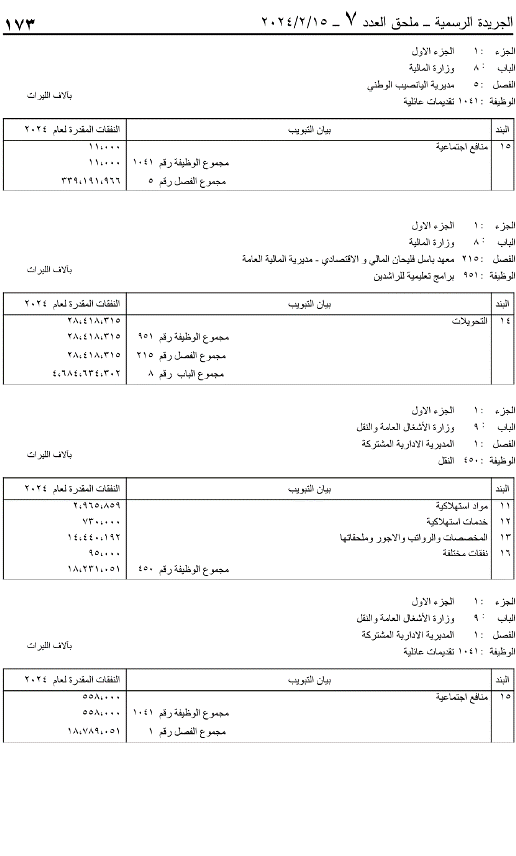 الجريدة الرسمية – ملحق العدد ٧ – ٢٠٢٤/٢/١٥ ١٧٣
الجزء : ١ الجزء الاول
الباب : ٨ وزارة المالية
الفصل : ٥ مديرية اليانصيب الوطني
بآلاف الليرات
الوظيفة : ١٠٤١ تقديمات عائلية
البند بيان التبويب النفقات المقدرة لعام ٢٠٢٤
١٥ منافع اجتماعية ١١،٠٠٠
مجموع الوظيفة رقم ١٠٤١ ١١،٠٠٠
مجموع الفصل رقم ٥ ٣٣٩،١٩١،٩٦٦
الجزء : ١ الجزء الاول
الباب : ٨ وزارة المالية
الفصل : ٢١٥ معهد باسل فليحان المالي و الاقتصادي - مديرية المالية العامة
بآلاف الليرات
الوظيفة : ٩٥١ برامج تعليمية للراشدين
البند بيان التبويب النفقات المقدرة لعام ٢٠٢٤
١٤ التحويلات ٢٨،٤١٨،٣١٥
مجموع الوظيفة رقم ٩٥١ ٢٨،٤١٨،٣١٥
مجموع الفصل رقم ٢١٥ ٢٨،٤١٨،٣١٥
مجموع الباب رقم ٨ ٤،٦٨٤،٦٣٤،٣٠٢
الجزء : ١ الجزء الاول
الباب : ٩ وزارة الأشغال العامة والنقل
الفصل : ١ المديرية الادارية المشتركة
بآلاف الليرات
الوظيفة : ٤٥٠ النقل
البند بيان التبويب النفقات المقدرة لعام ٢٠٢٤
١١ مواد استهلاكية ٢،٩٦٥،٨٥٩
١٢ خدمات استهلاكية ٧٣٠،٠٠٠
١٣ المخصصات والرواتب والاجور وملحقاتها ١٤،٤٤٠،١٩٢
١٦ نفقات مختلفة ٩٥،٠٠٠
مجموع الوظيفة رقم ٤٥٠ ١٨،٢٣١،٠٥١
الجزء : ١ الجزء الاول
الباب : ٩ وزارة الأشغال العامة والنقل
الفصل : ١ المديرية الادارية المشتركة
بآلاف الليرات
الوظيفة : ١٠٤١ تقديمات عائلية
البند بيان التبويب النفقات المقدرة لعام ٢٠٢٤
١٥ منافع اجتماعية ٥٥٨،٠٠٠
مجموع الوظيفة رقم ١٠٤١ ٥٥٨،٠٠٠
مجموع الفصل رقم ١ ١٨،٧٨٩،٠٥١